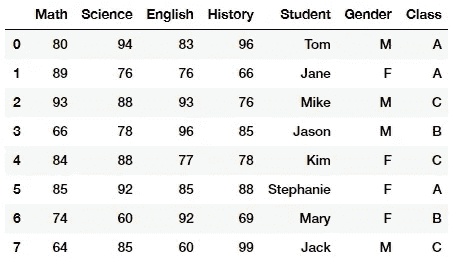 Math Science English History Student Gender Class
0 80 94 83 96 Tom M A
1 89 76 76 66 Jane F A
2 93 88 93 76 Mike M C
3 66 78 96 85 Jason M B
4 84 88 77 78 Kim F C
5 85 92 85 88 Stephanie F A
6 74 60 92 69 Mary F B
7 64 85 60 99 Jack M C